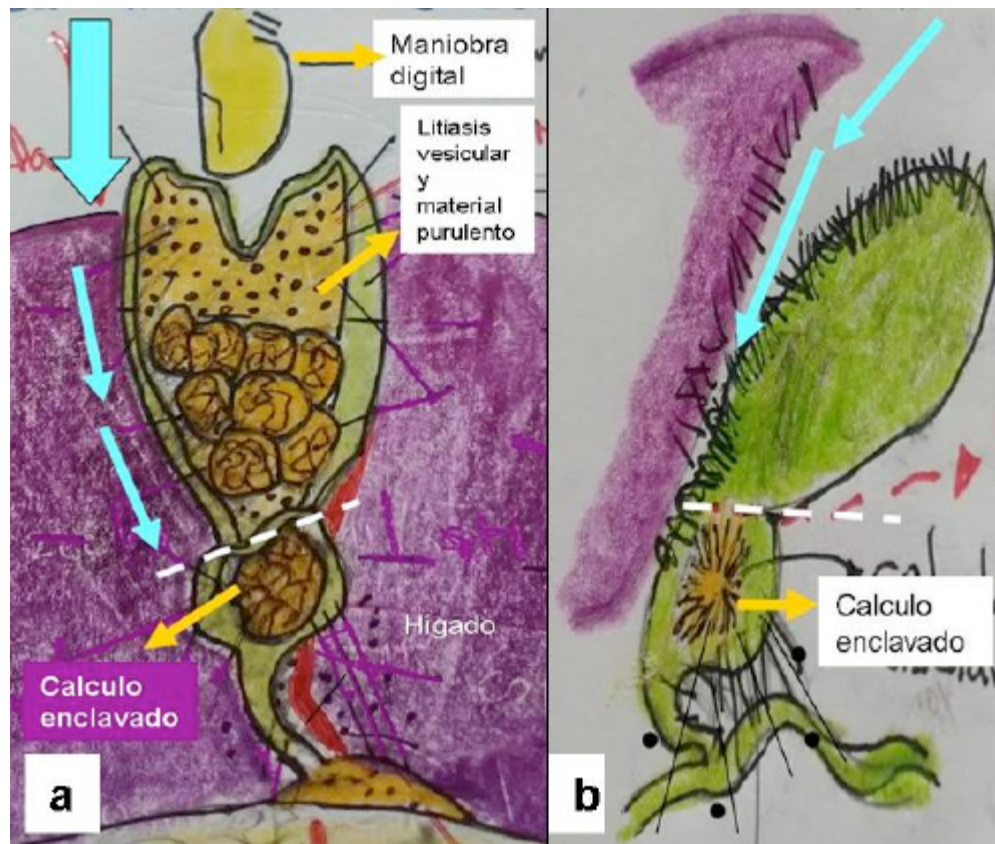 Maniobra
digital
Litiasis
vesicular
y
material
purulento
Hígado
Calculo
enclavado
a
Calculo
enclavado
b